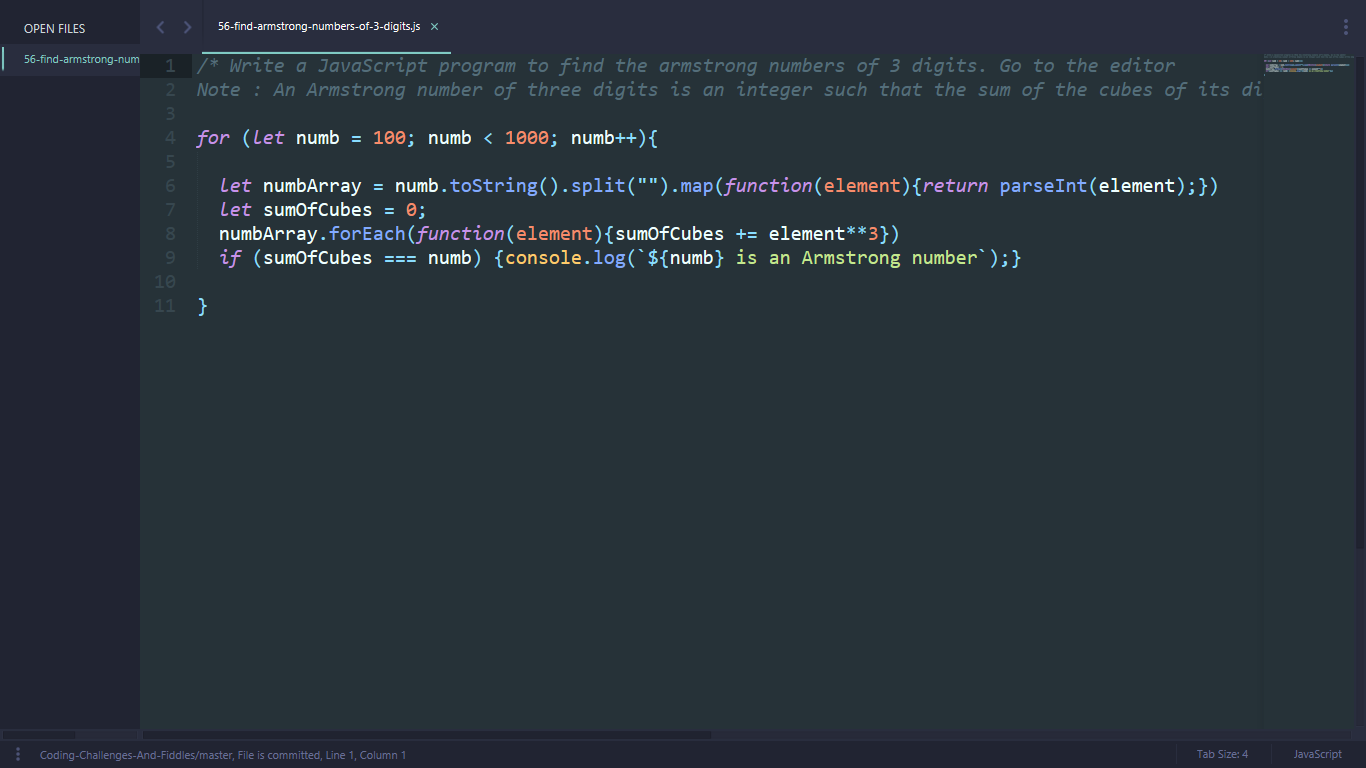 OPEN FILES
56-find-armstrong-num
56-find-armstrong-numbers-of-3-digits.js ×
1 /* Write a JavaScript program to find the armstrong numbers of 3 digits. Go to the editor
2 Note : An Armstrong number of three digits is an integer such that the sum of the cubes of its di
3
4 for (let numb = 100; numb < 1000; numb++){
5
6 let numbArray = numb.toString().split("").map(function(element){return parseInt(element);})
7 let sumOfCubes = 0;
8 numbArray.forEach(function(element){sumOfCubes += element**3})
9 if (sumOfCubes === numb) {console.log(`${numb} is an Armstrong number`);}
10
11 }
Coding-Challenges-And-Fiddles/master, File is committed, Line 1, Column 1
Tab Size: 4
JavaScript